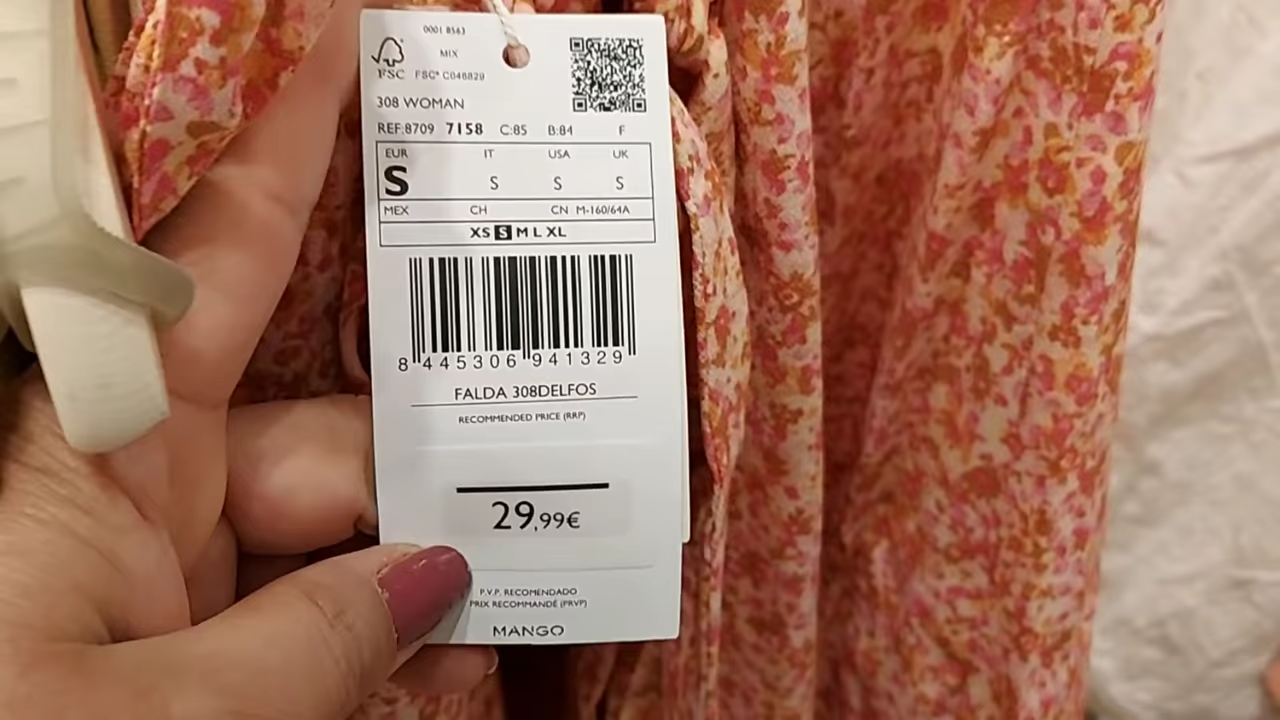 0001 8563
MIX
FSC FSC® C046820
308 WOMAN
REF:8709 7158 C:85 B:84 F
EUR IT USA UK
S S S S
MEX CH CN M-160/64A
XS S M L XL
8 445306 941329
FALDA 308DELFOS
RECOMMENDED PRICE (RRP)
29,99€
P.V.P. RECOMENDADO
PRIX RECOMMANDÉ (PRVP)
MANGO